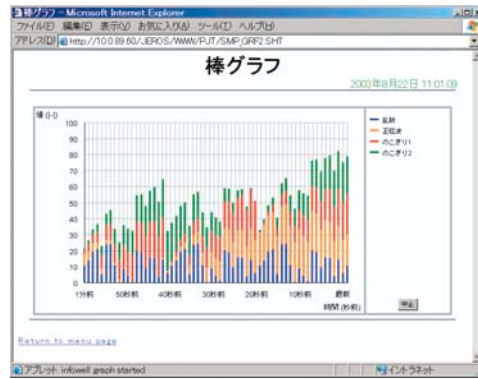 棒グラフ - Microsoft Internet Explorer
ファイル(F) 編集(E) 表示(V) お気に入り(A) ツール(T) ヘルプ(H)
アドレス(D) http://10.0.89.60/JEROS/WWW/PJT/SMP_GRF2.SHT
棒グラフ
2003年8月22日 11:01:09
値 (-)
100
90
80
70
60
50
40
30
20
10
0
1分前 50秒前 40秒前 30秒前 20秒前 10秒前 最新
時間 (秒前)
乱数
正弦波
のこぎり1
のこぎり2
中止
Return to menu page
アプレット infowell graph started
イントラネット